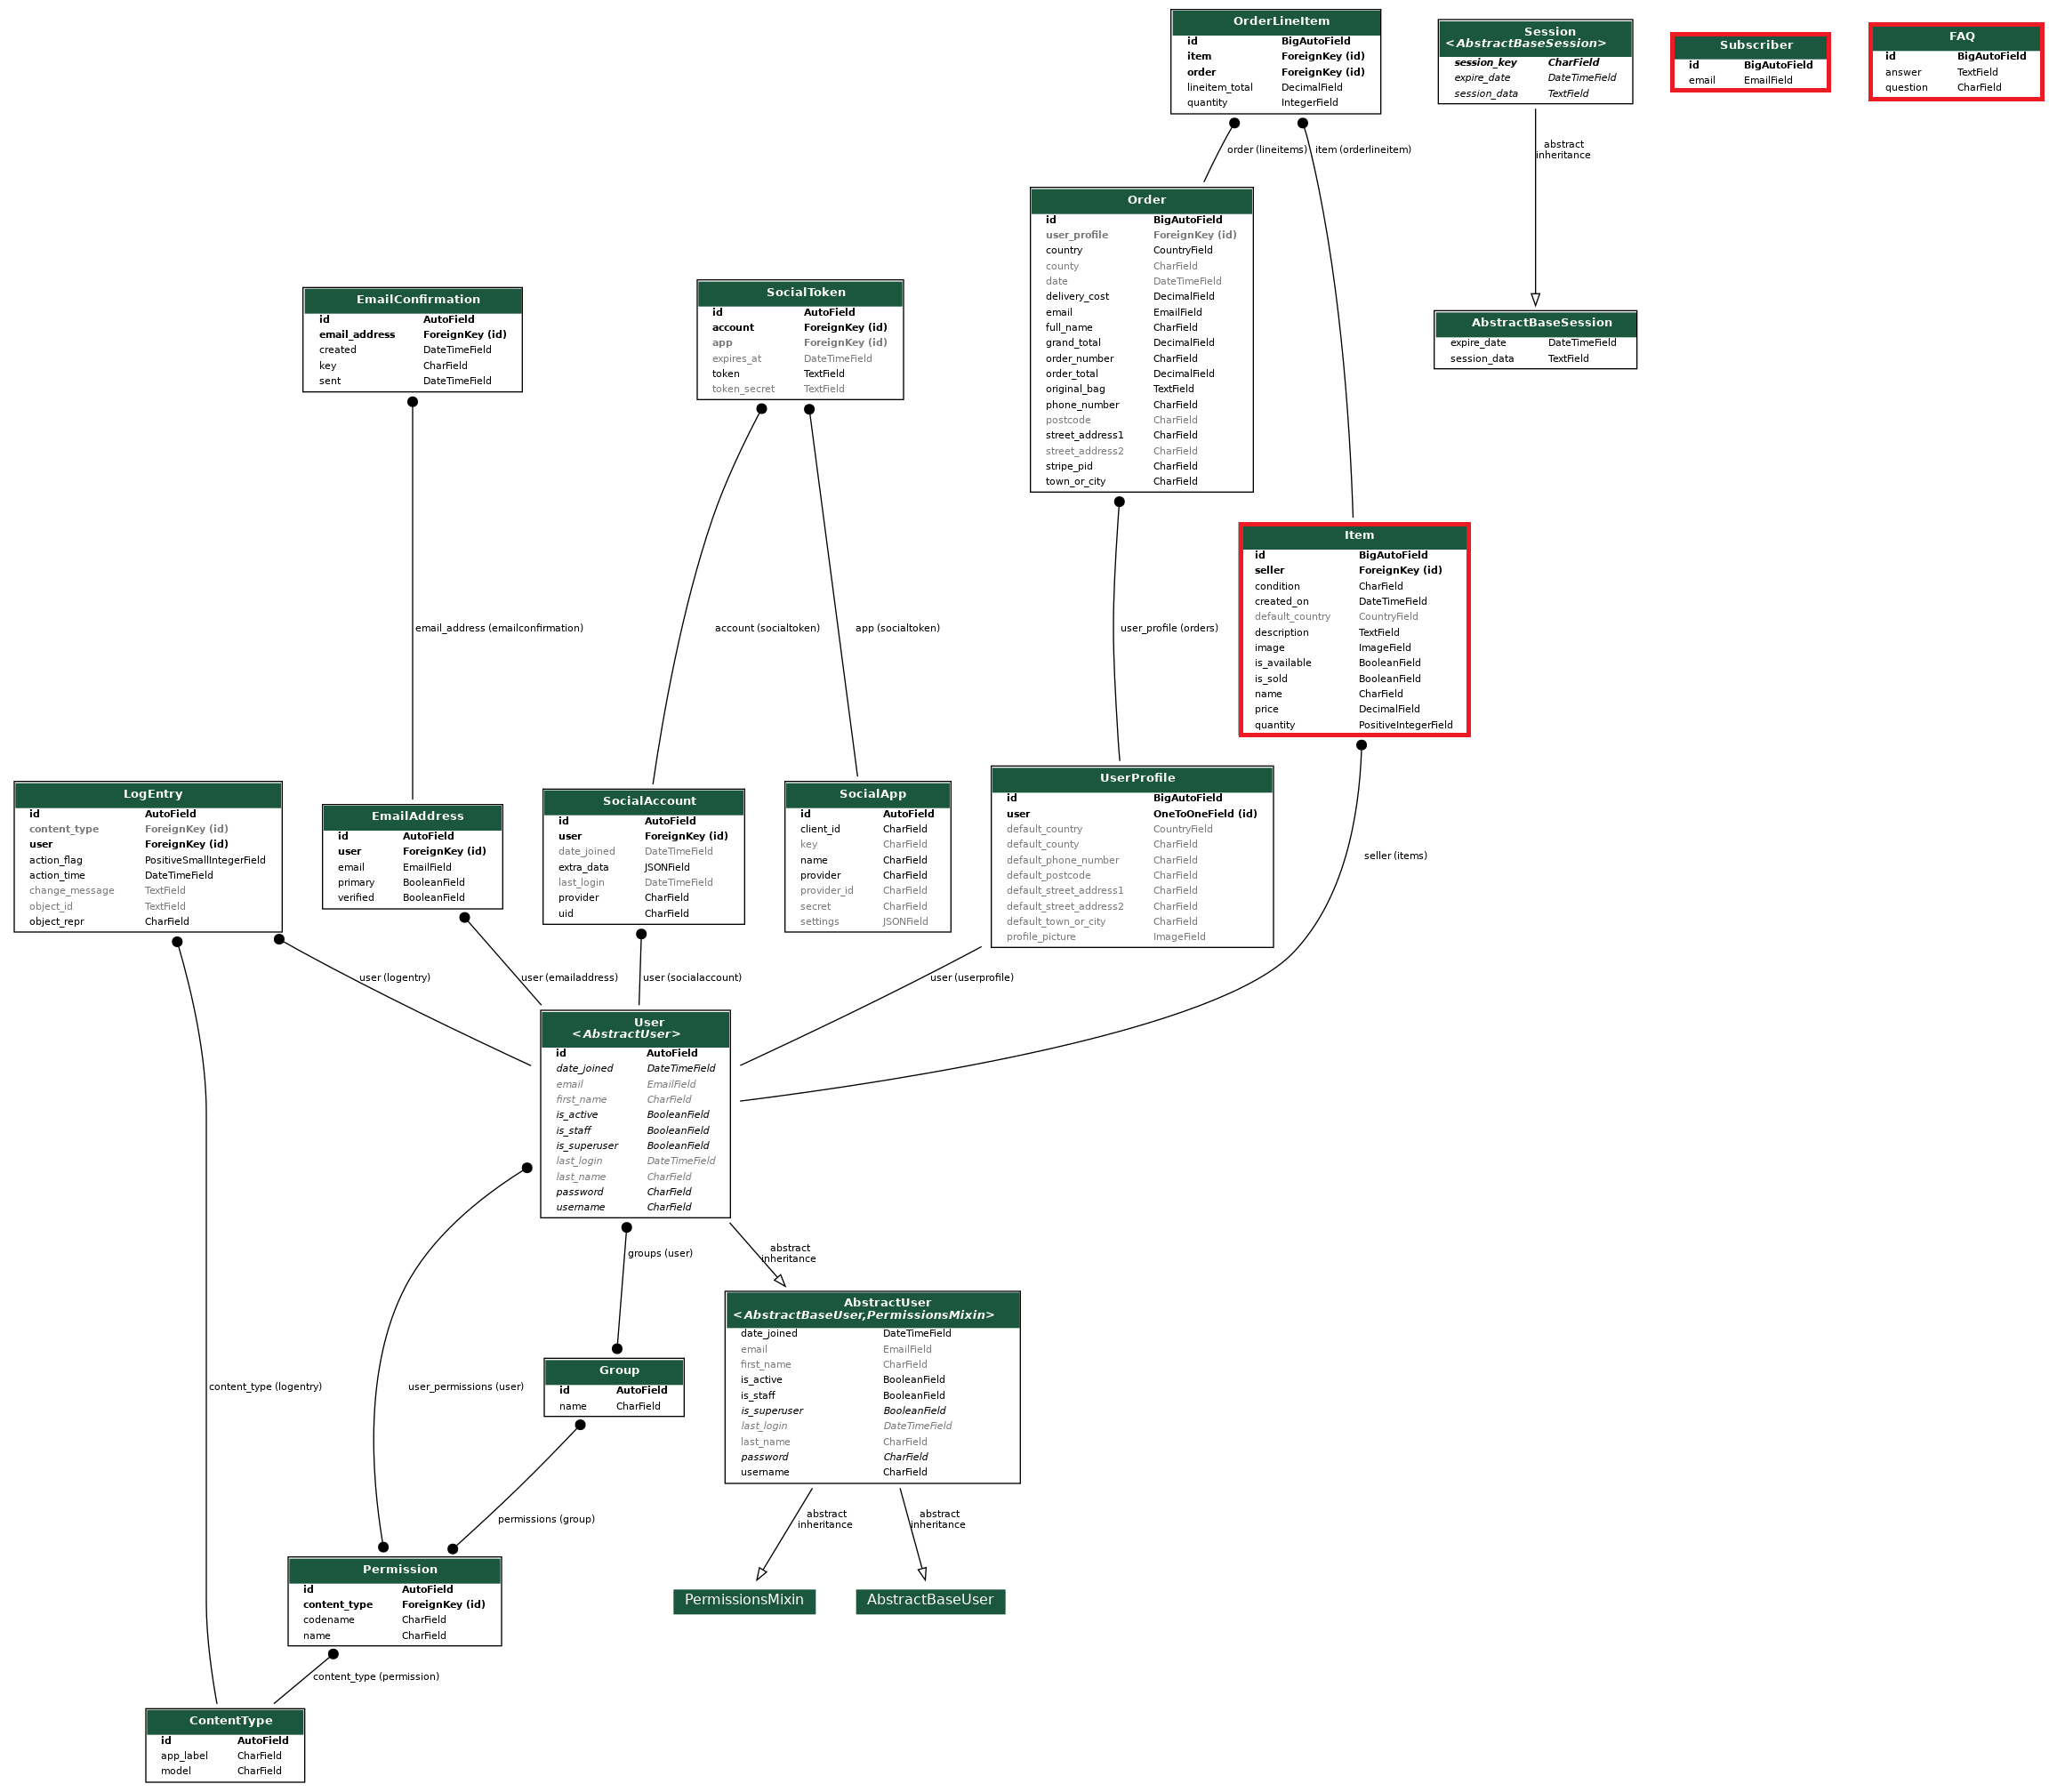 OrderLineItem
id BigAutoField
item ForeignKey (id)
order ForeignKey (id)
lineitem_total DecimalField
quantity IntegerField
Session
<AbstractBaseSession>
session_key CharField
expire_date DateTimeField
session_data TextField
Subscriber
id BigAutoField
email EmailField
FAQ
id BigAutoField
answer TextField
question CharField
order (lineitems)
item (orderlineitem)
abstract
inheritance
Order
id BigAutoField
user_profile ForeignKey (id)
country CountryField
county CharField
date DateTimeField
delivery_cost DecimalField
email EmailField
full_name CharField
grand_total DecimalField
order_number CharField
order_total DecimalField
original_bag TextField
phone_number CharField
postcode CharField
street_address1 CharField
street_address2 CharField
stripe_pid CharField
town_or_city CharField
EmailConfirmation
id AutoField
email_address ForeignKey (id)
created DateTimeField
key CharField
sent DateTimeField
SocialToken
id AutoField
account ForeignKey (id)
app ForeignKey (id)
expires_at DateTimeField
token TextField
token_secret TextField
AbstractBaseSession
expire_date DateTimeField
session_data TextField
Item
id BigAutoField
seller ForeignKey (id)
condition CharField
created_on DateTimeField
default_country CountryField
description TextField
image ImageField
is_available BooleanField
is_sold BooleanField
name CharField
price DecimalField
quantity PositiveIntegerField
email_address (emailconfirmation)
account (socialtoken)
app (socialtoken)
user_profile (orders)
LogEntry
id AutoField
content_type ForeignKey (id)
user ForeignKey (id)
action_flag PositiveSmallIntegerField
action_time DateTimeField
change_message TextField
object_id TextField
object_repr CharField
EmailAddress
id AutoField
user ForeignKey (id)
email EmailField
primary BooleanField
verified BooleanField
SocialAccount
id AutoField
user ForeignKey (id)
date_joined DateTimeField
extra_data JSONField
last_login DateTimeField
provider CharField
uid CharField
SocialApp
id AutoField
client_id CharField
key CharField
name CharField
provider CharField
provider_id CharField
secret CharField
settings JSONField
UserProfile
id BigAutoField
user OneToOneField (id)
default_country CountryField
default_county CharField
default_phone_number CharField
default_postcode CharField
default_street_address1 CharField
default_street_address2 CharField
default_town_or_city CharField
profile_picture ImageField
seller (items)
user (logentry)
user (emailaddress)
user (socialaccount)
user (userprofile)
User
<AbstractUser>
id AutoField
date_joined DateTimeField
email EmailField
first_name CharField
is_active BooleanField
is_staff BooleanField
is_superuser BooleanField
last_login DateTimeField
last_name CharField
password CharField
username CharField
groups (user)
abstract
inheritance
AbstractUser
<AbstractBaseUser,PermissionsMixin>
date_joined DateTimeField
email EmailField
first_name CharField
is_active BooleanField
is_staff BooleanField
is_superuser BooleanField
last_login DateTimeField
last_name CharField
password CharField
username CharField
Group
id AutoField
name CharField
content_type (logentry)
user_permissions (user)
permissions (group)
abstract
inheritance
abstract
inheritance
Permission
id AutoField
content_type ForeignKey (id)
codename CharField
name CharField
PermissionsMixin
AbstractBaseUser
content_type (permission)
ContentType
id AutoField
app_label CharField
model CharField